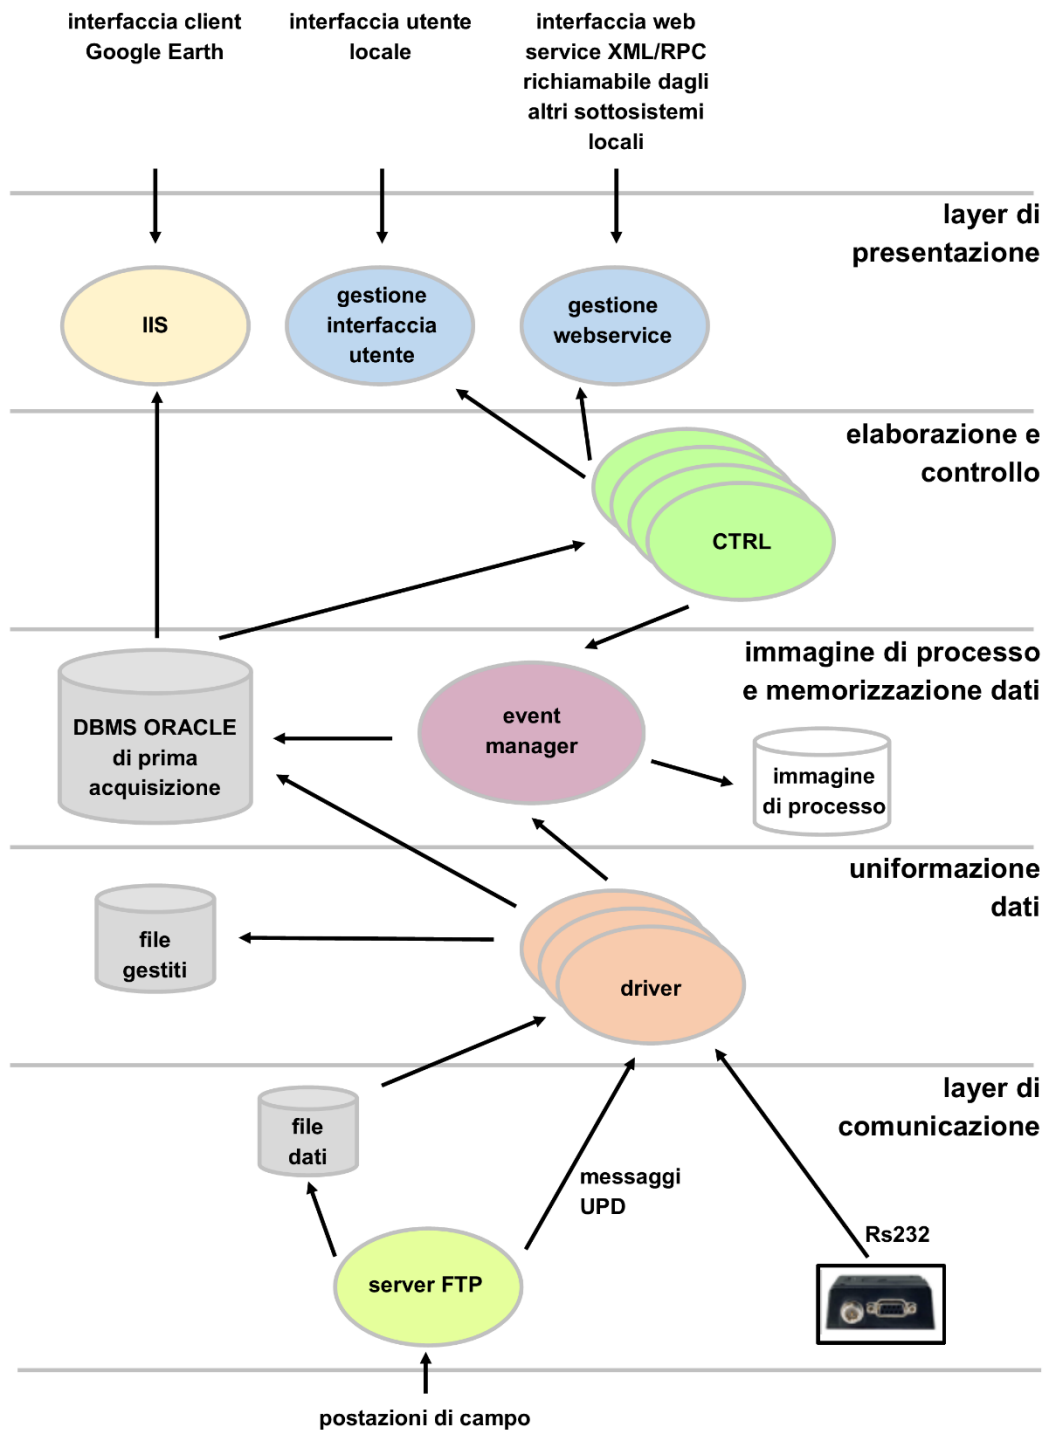 interfaccia client
Google Earth
interfaccia utente
locale
interfaccia web
service XML/RPC
richiamabile dagli
altri sottosistemi
locali
layer di
presentazione
IIS
gestione
interfaccia
utente
gestione
webservice
elaborazione e
controllo
CTRL
immagine di processo
e memorizzazione dati
DBMS ORACLE
di prima
acquisizione
event
manager
immagine
di processo
uniformazione
dati
file
gestiti
driver
layer di
comunicazione
file
dati
messaggi
UPD
Rs232
server FTP
postazioni di campo